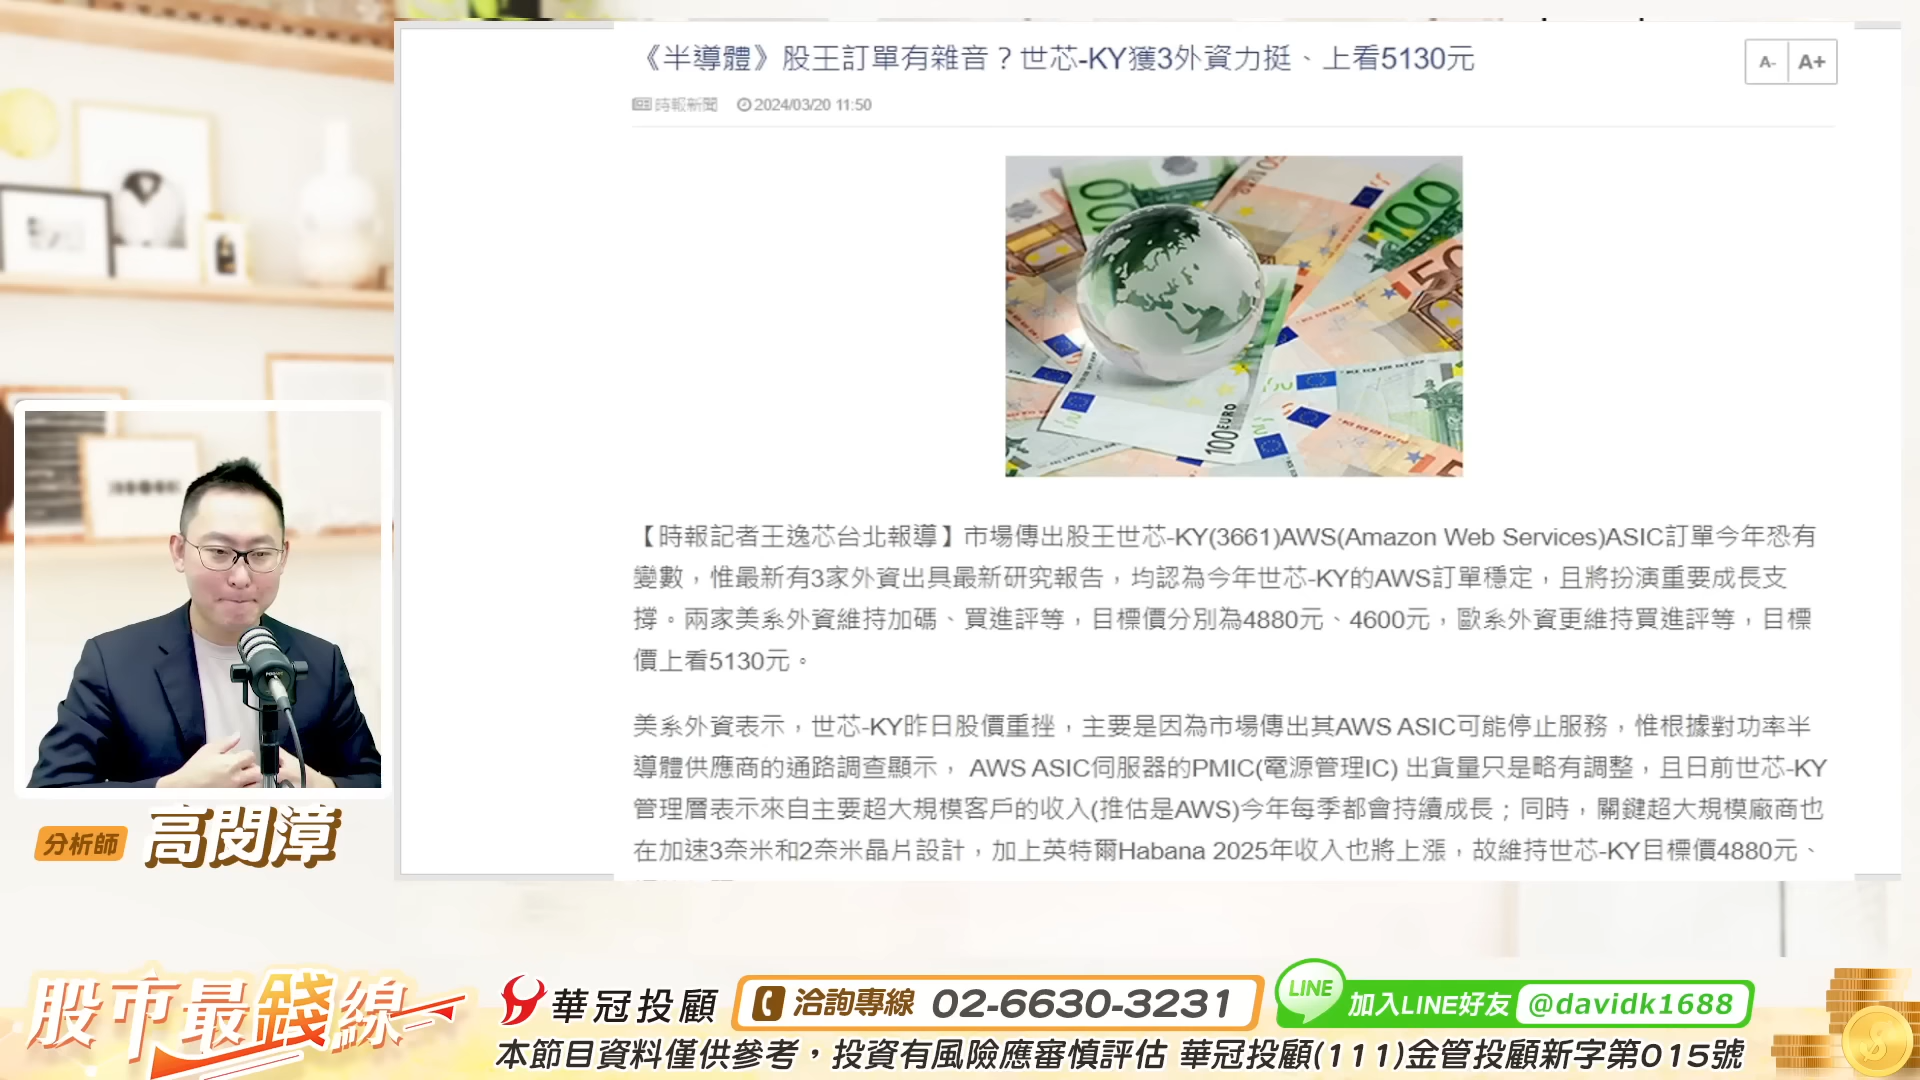 《半導體》股王訂單有雜音？世芯-KY獲3外資力挺、上看5130元
A- A+
時報新聞 2024/03/20 11:50
【時報記者王逸芯台北報導】市場傳出股王世芯-KY(3661)AWS(Amazon Web Services)ASIC訂單今年恐有
變數，惟最新有3家外資出具最新研究報告，均認為今年世芯-KY的AWS訂單穩定，且將扮演重要成長支
撐。兩家美系外資維持加碼、買進評等，目標價分別為4880元、4600元，歐系外資更維持買進評等，目標
價上看5130元。
美系外資表示，世芯-KY昨日股價重挫，主要是因為市場傳出其AWS ASIC可能停止服務，惟根據對功率半
導體供應商的通路調查顯示， AWS ASIC伺服器的PMIC(電源管理IC) 出貨量只是略有調整，且日前世芯-KY
管理層表示來自主要超大規模客戶的收入(推估是AWS)今年每季都會持續成長；同時，關鍵超大規模廠商也
在加速3奈米和2奈米晶片設計，加上英特爾Habana 2025年收入也將上漲，故維持世芯-KY目標價4880元、
分析師 高閔漳
股市最錢線
華冠投顧 洽詢專線 02-6630-3231
LINE 加入LINE好友 @davidk1688
本節目資料僅供參考，投資有風險應審慎評估 華冠投顧(111)金管投顧新字第015號